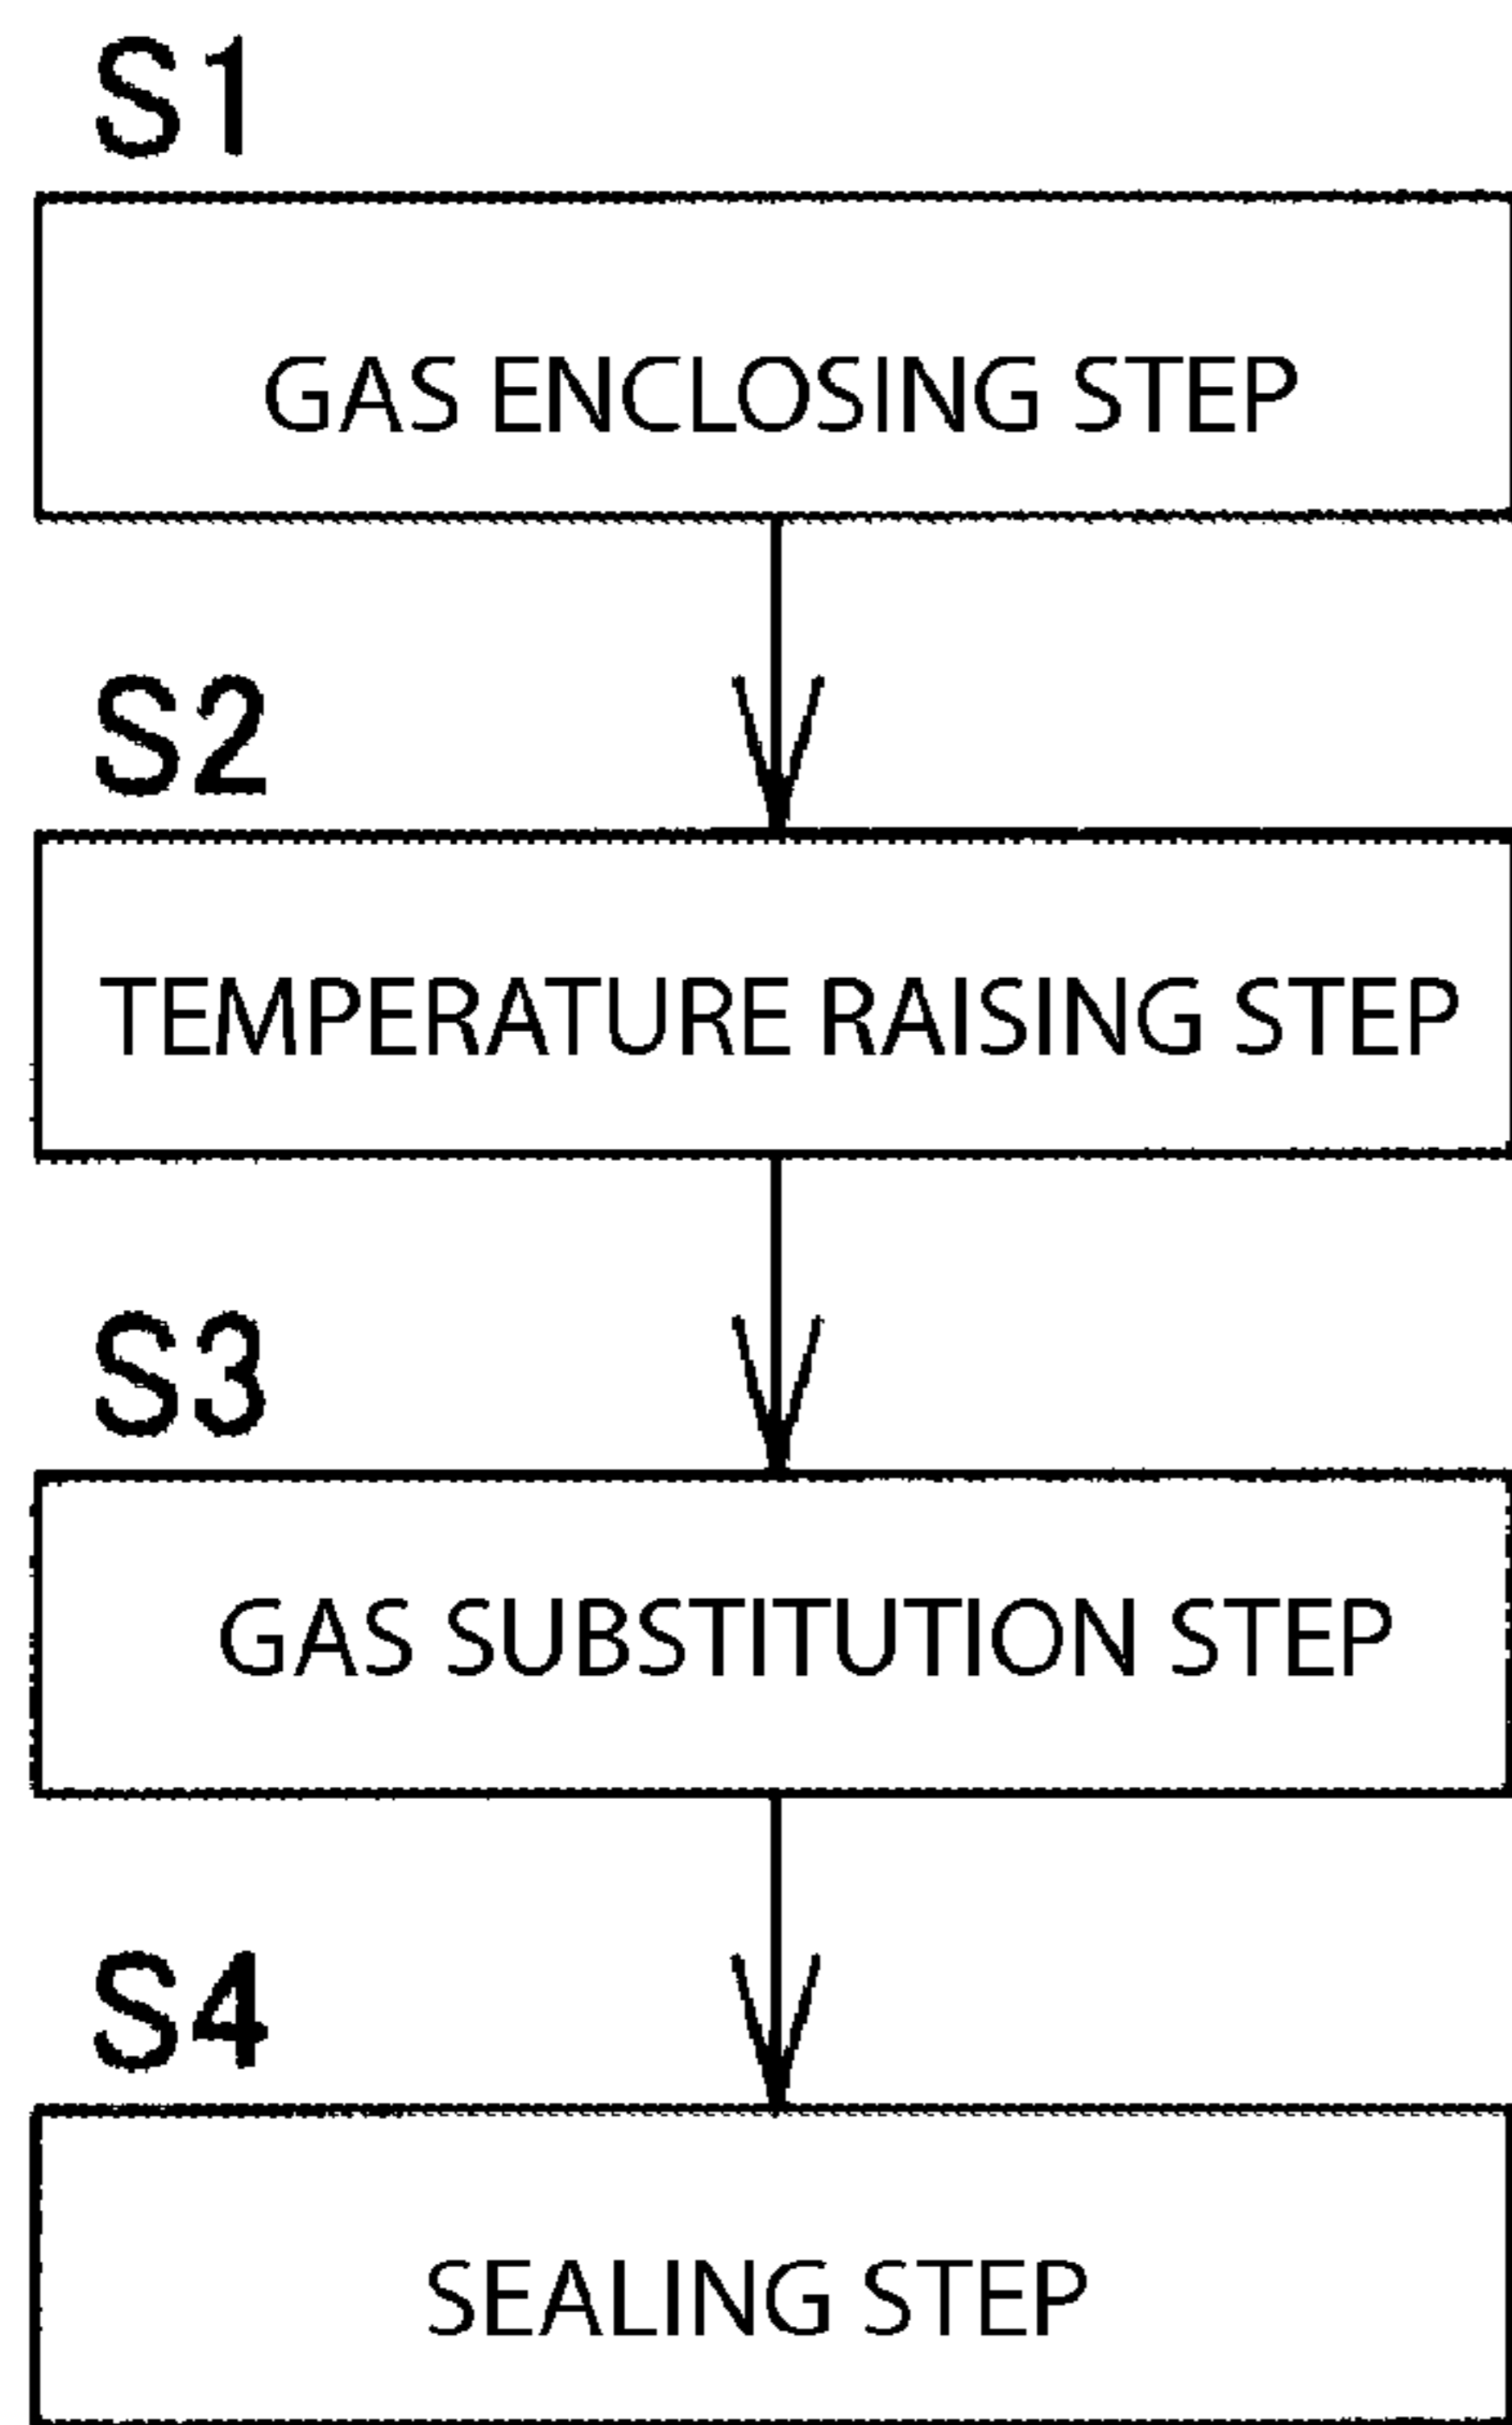 S1
GAS ENCLOSING STEP
S2
TEMPERATURE RAISING STEP
S3
GAS SUBSTITUTION STEP
S4
SEALING STEP